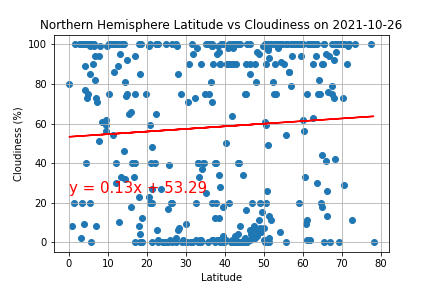 Northern Hemisphere Latitude vs Cloudiness on 2021-10-26
100
80
60
40
20
0
Cloudiness (%)
y = 0.13x + 53.29
0 10 20 30 40 50 60 70 80
Latitude